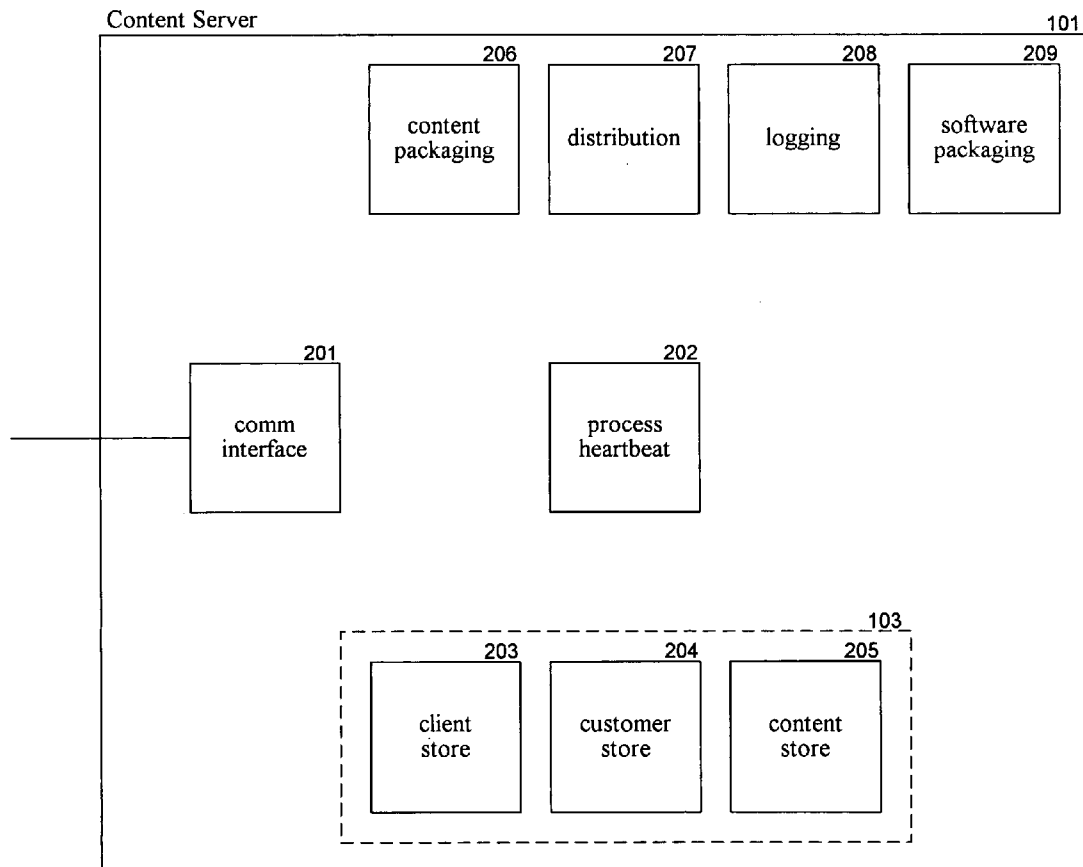 Content Server
101
206
207
208
209
content
packaging
distribution
logging
software
packaging
201
202
comm
interface
process
heartbeat
103
203
204
205
client
store
customer
store
content
store